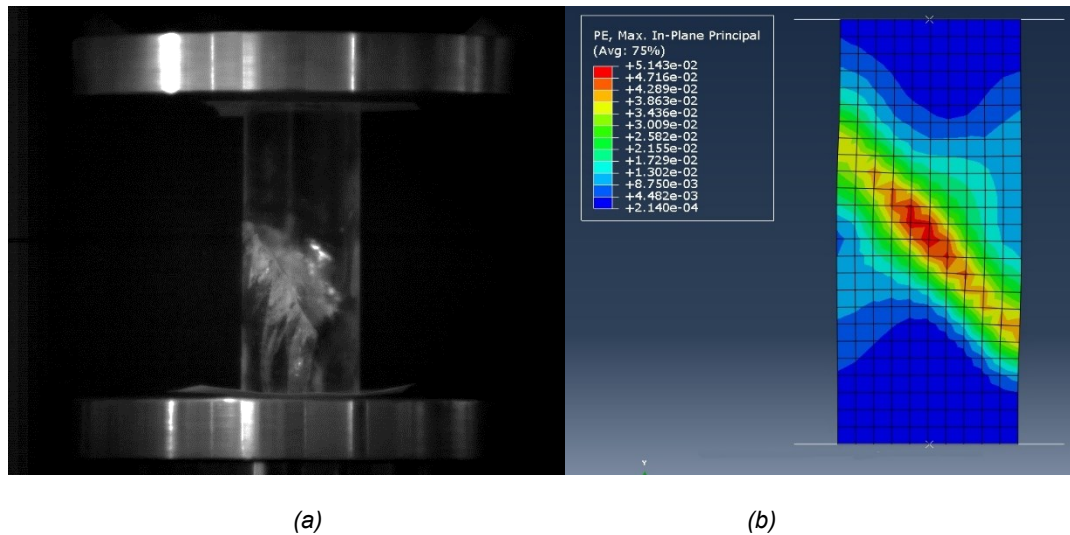 PE, Max. In-Plane Principal
(Avg: 75%)
+5.143e-02
+4.716e-02
+4.289e-02
+3.863e-02
+3.436e-02
+3.009e-02
+2.582e-02
+2.155e-02
+1.729e-02
+1.302e-02
+8.750e-03
+4.482e-03
+2.140e-04
Y
(a)
(b)